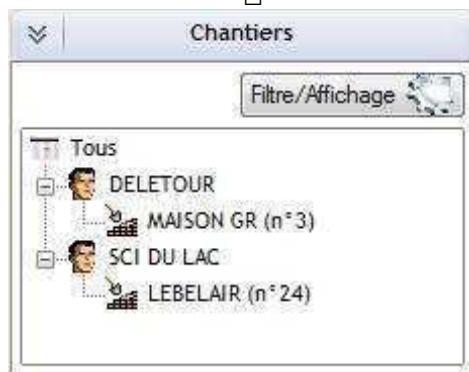 Chantiers
Filtre/Affichage
Tous
DELETOUR
MAISON GR (n°3)
SCI DU LAC
LEBELAIR (n°24)